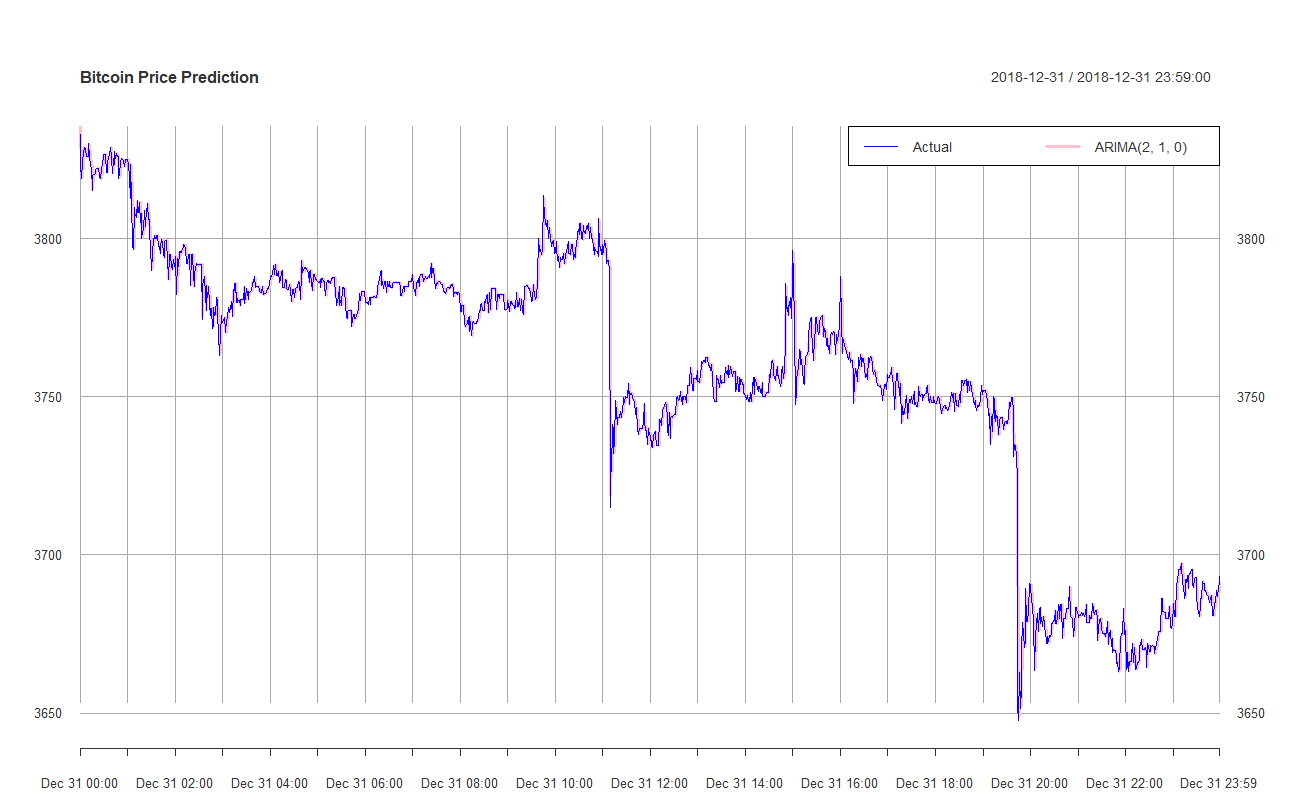 Bitcoin Price Prediction
2018-12-31 / 2018-12-31 23:59:00
Actual
ARIMA(2, 1, 0)
3800
3800
3750
3750
3700
3700
3650
3650
Dec 31 00:00
Dec 31 02:00
Dec 31 04:00
Dec 31 06:00
Dec 31 08:00
Dec 31 10:00
Dec 31 12:00
Dec 31 14:00
Dec 31 16:00
Dec 31 18:00
Dec 31 20:00
Dec 31 22:00
Dec 31 23:59